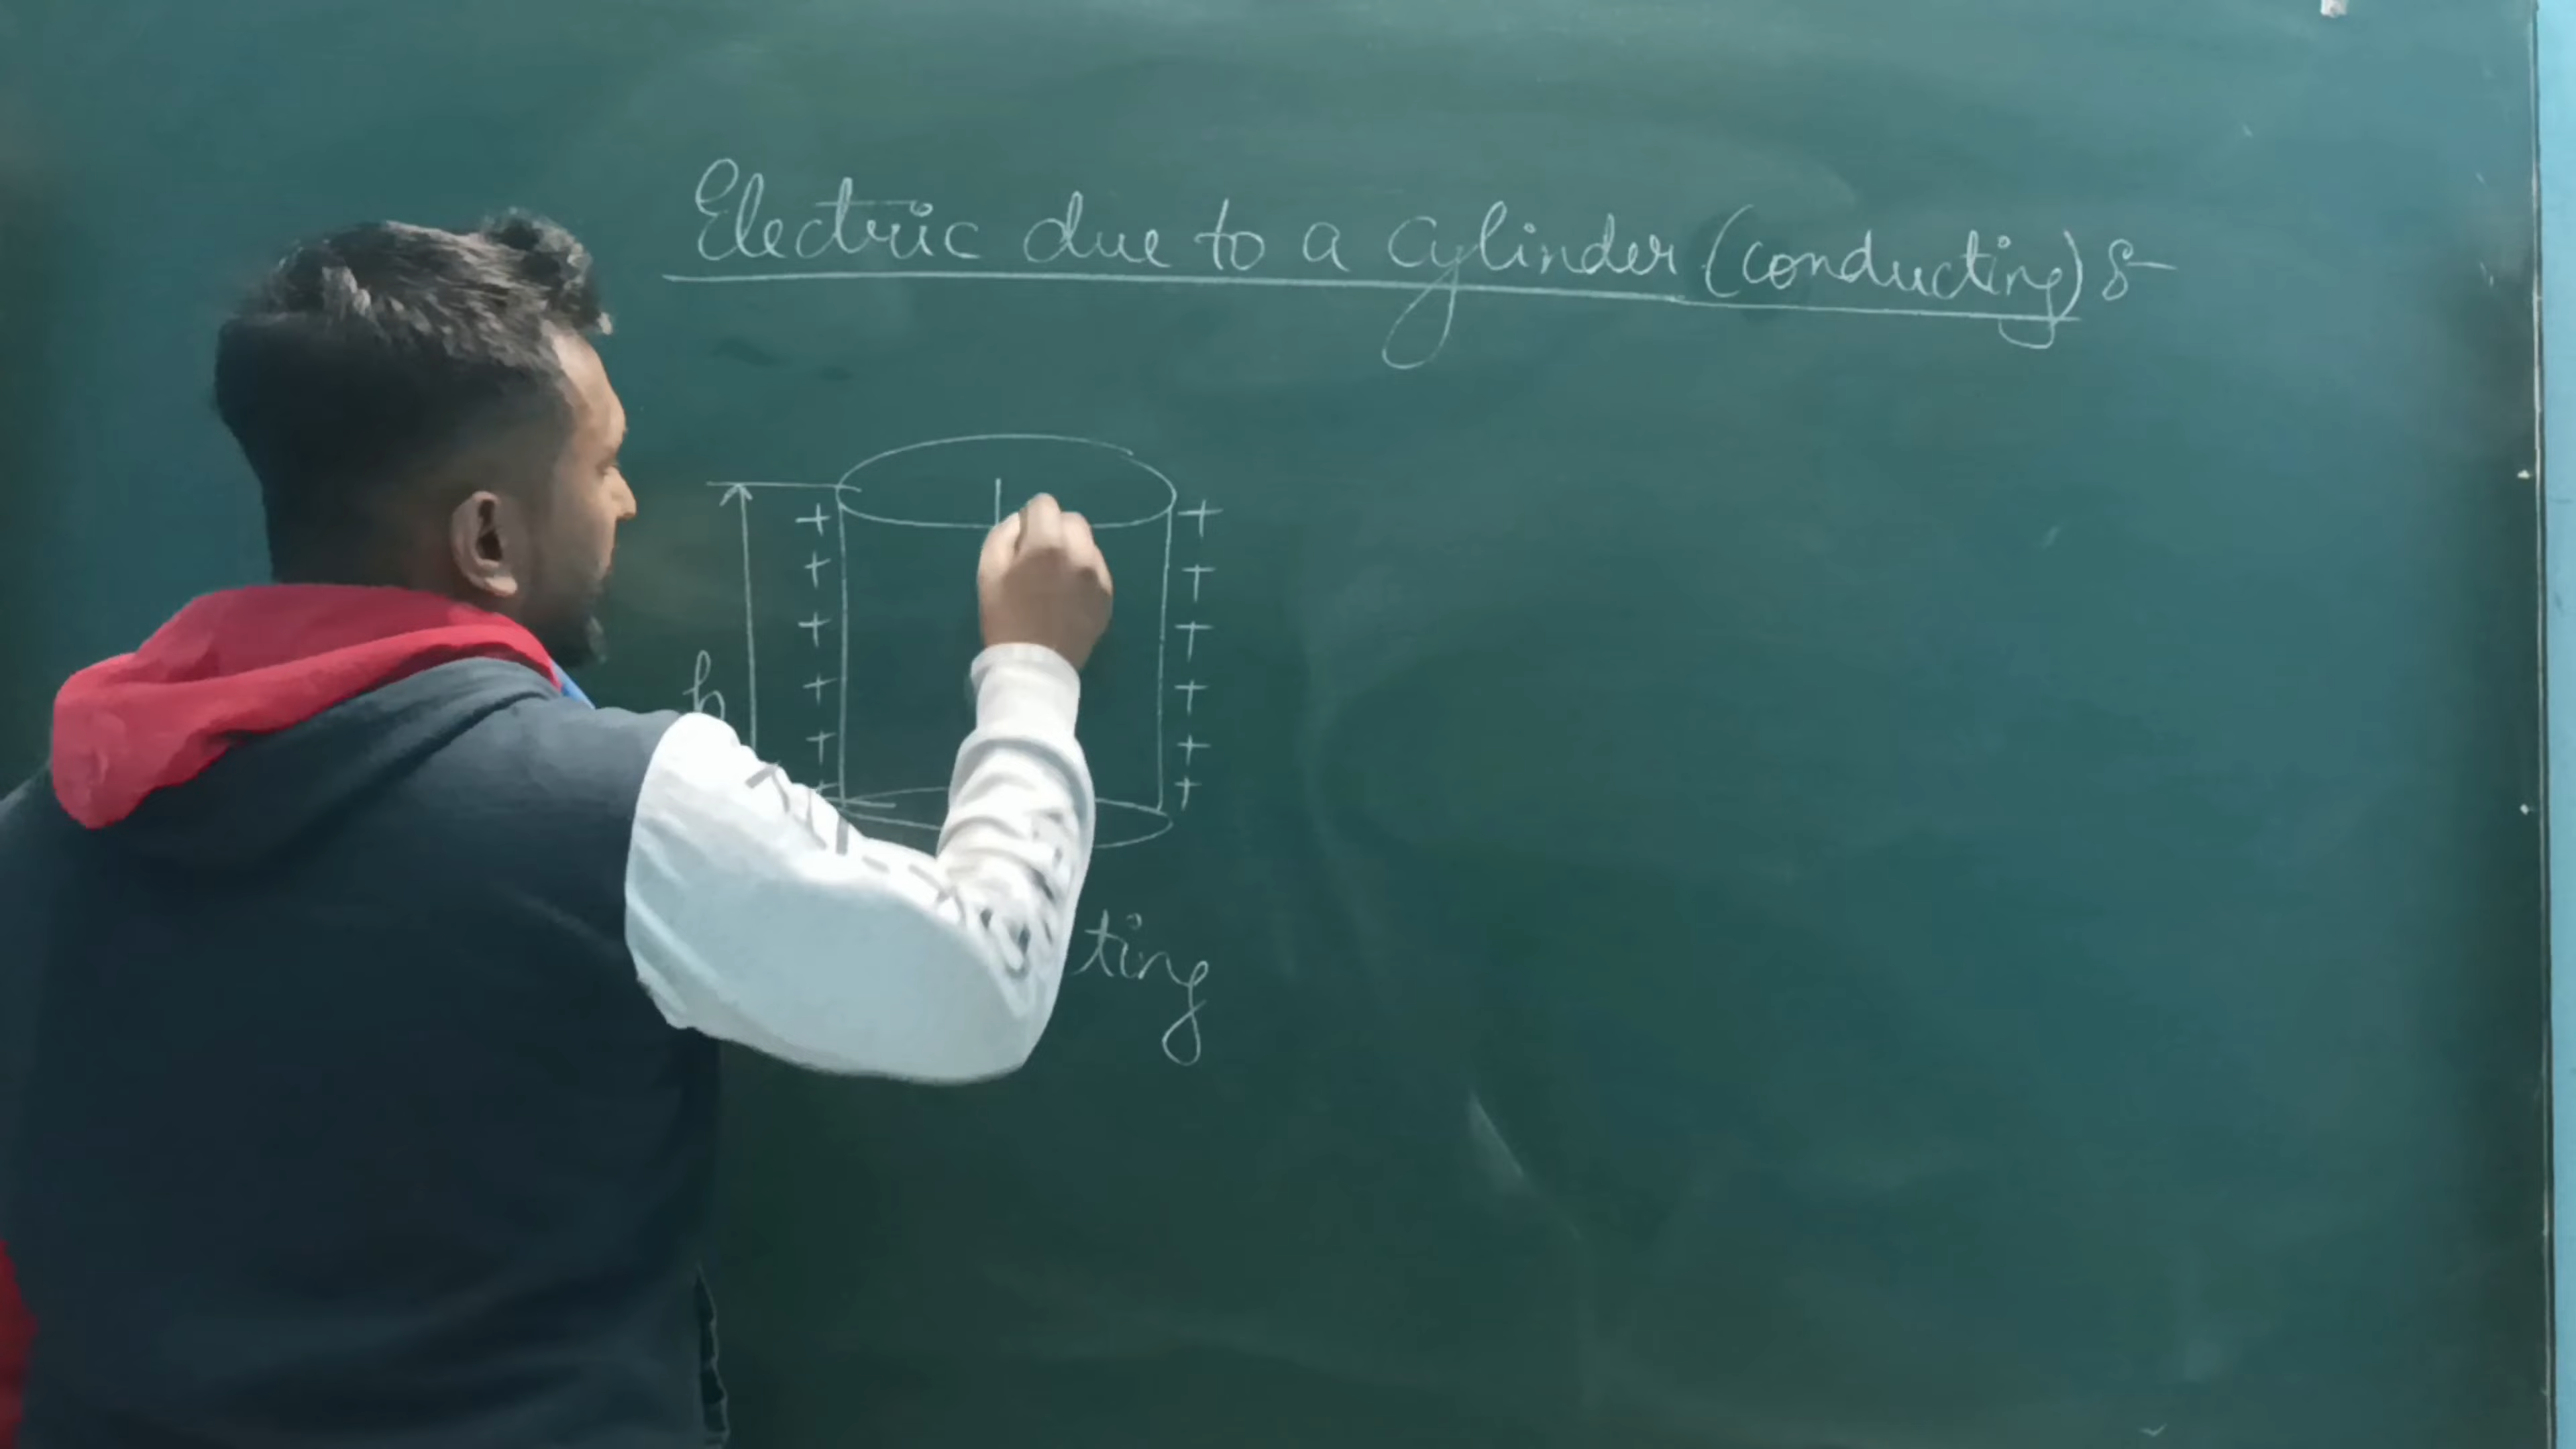 Electric due to a cylinder (conducting) :-
+ +
+ +
+ +
h + +
+ +
+ +
ting